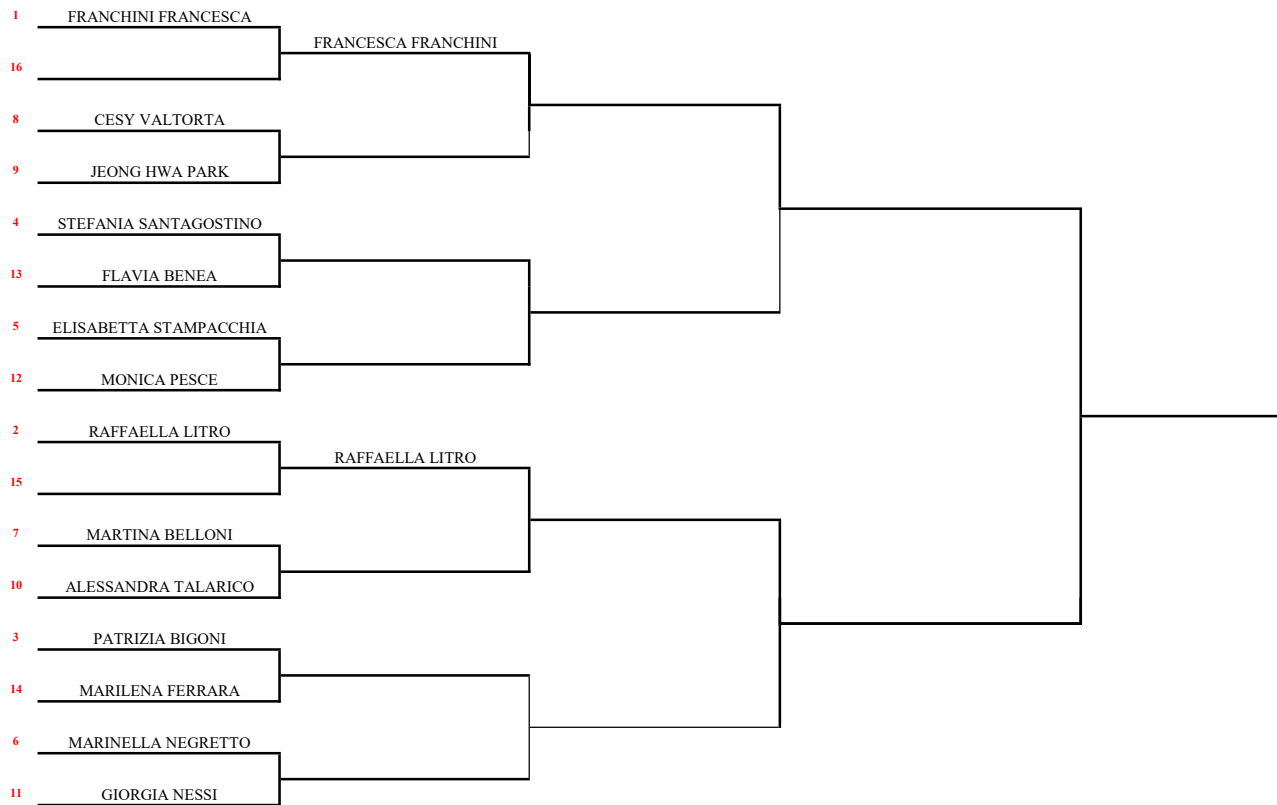 1 FRANCHINI FRANCESCA
FRANCESCA FRANCHINI
16
8 CESY VALTORTA
9 JEONG HWA PARK
4 STEFANIA SANTAGOSTINO
13 FLAVIA BENEA
5 ELISABETTA STAMPACCHIA
12 MONICA PESCE
2 RAFFAELLA LITRO
RAFFAELLA LITRO
15
7 MARTINA BELLONI
10 ALESSANDRA TALARICO
3 PATRIZIA BIGONI
14 MARILENA FERRARA
6 MARINELLA NEGRETTO
11 GIORGIA NESSI